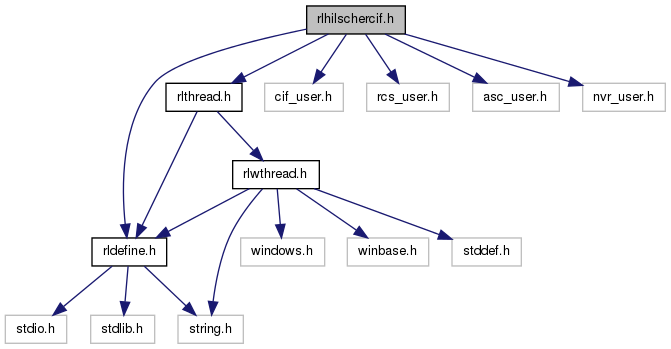 rlhilschercif.h
rlthread.h
cif_user.h
rcs_user.h
asc_user.h
nvr_user.h
rlwthread.h
rldefine.h
windows.h
winbase.h
stddef.h
stdio.h
stdlib.h
string.h